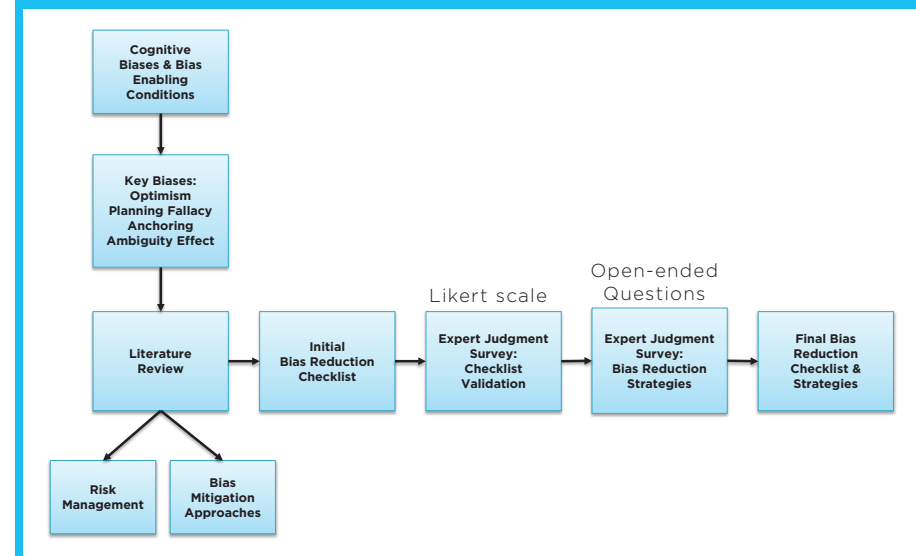 Cognitive
Biases & Bias
Enabling
Conditions
Key Biases:
Optimism
Planning Fallacy
Anchoring
Ambiguity Effect
Literature
Review
Initial
Bias Reduction
Checklist
Likert scale
Expert Judgment
Survey:
Checklist
Validation
Open-ended
Questions
Expert Judgment
Survey:
Bias Reduction
Strategies
Final Bias
Reduction
Checklist &
Strategies
Risk
Management
Bias
Mitigation
Approaches